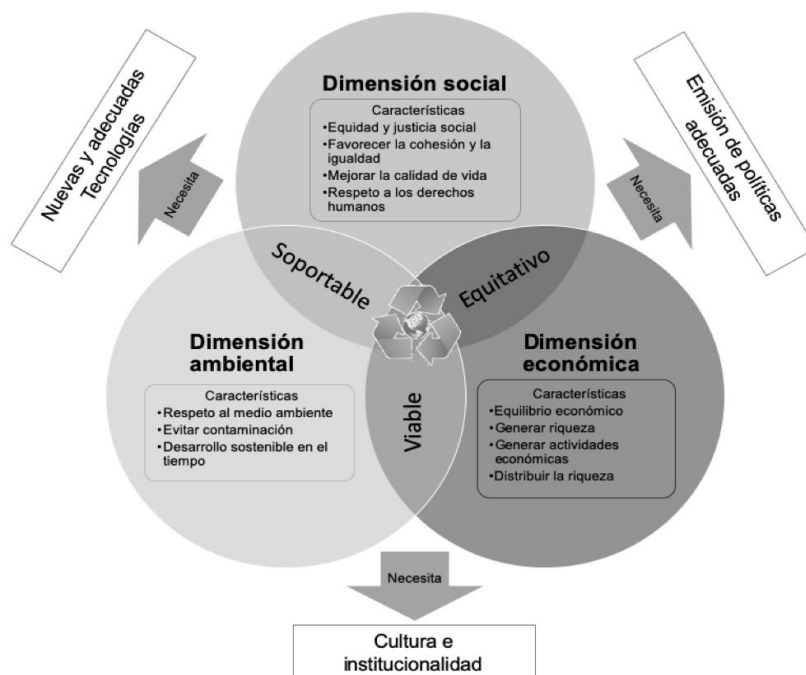 Nuevas y adecuadas
Tecnologías
Necesita
Dimensión social
Características
•Equidad y justicia social
•Favorecer la cohesión y la
igualdad
•Mejorar la calidad de vida
•Respeto a los derechos
humanos
Necesita
Emisión de políticas
adecuadas
Soportable
Equitativo
Dimensión
ambiental
Características
•Respeto al medio ambiente
•Evitar contaminación
•Desarrollo sostenible en el
tiempo
Viable
Dimensión
económica
Características
•Equilibrio económico
•Generar riqueza
•Generar actividades
económicas
•Distribuir la riqueza
Necesita
Cultura e
institucionalidad